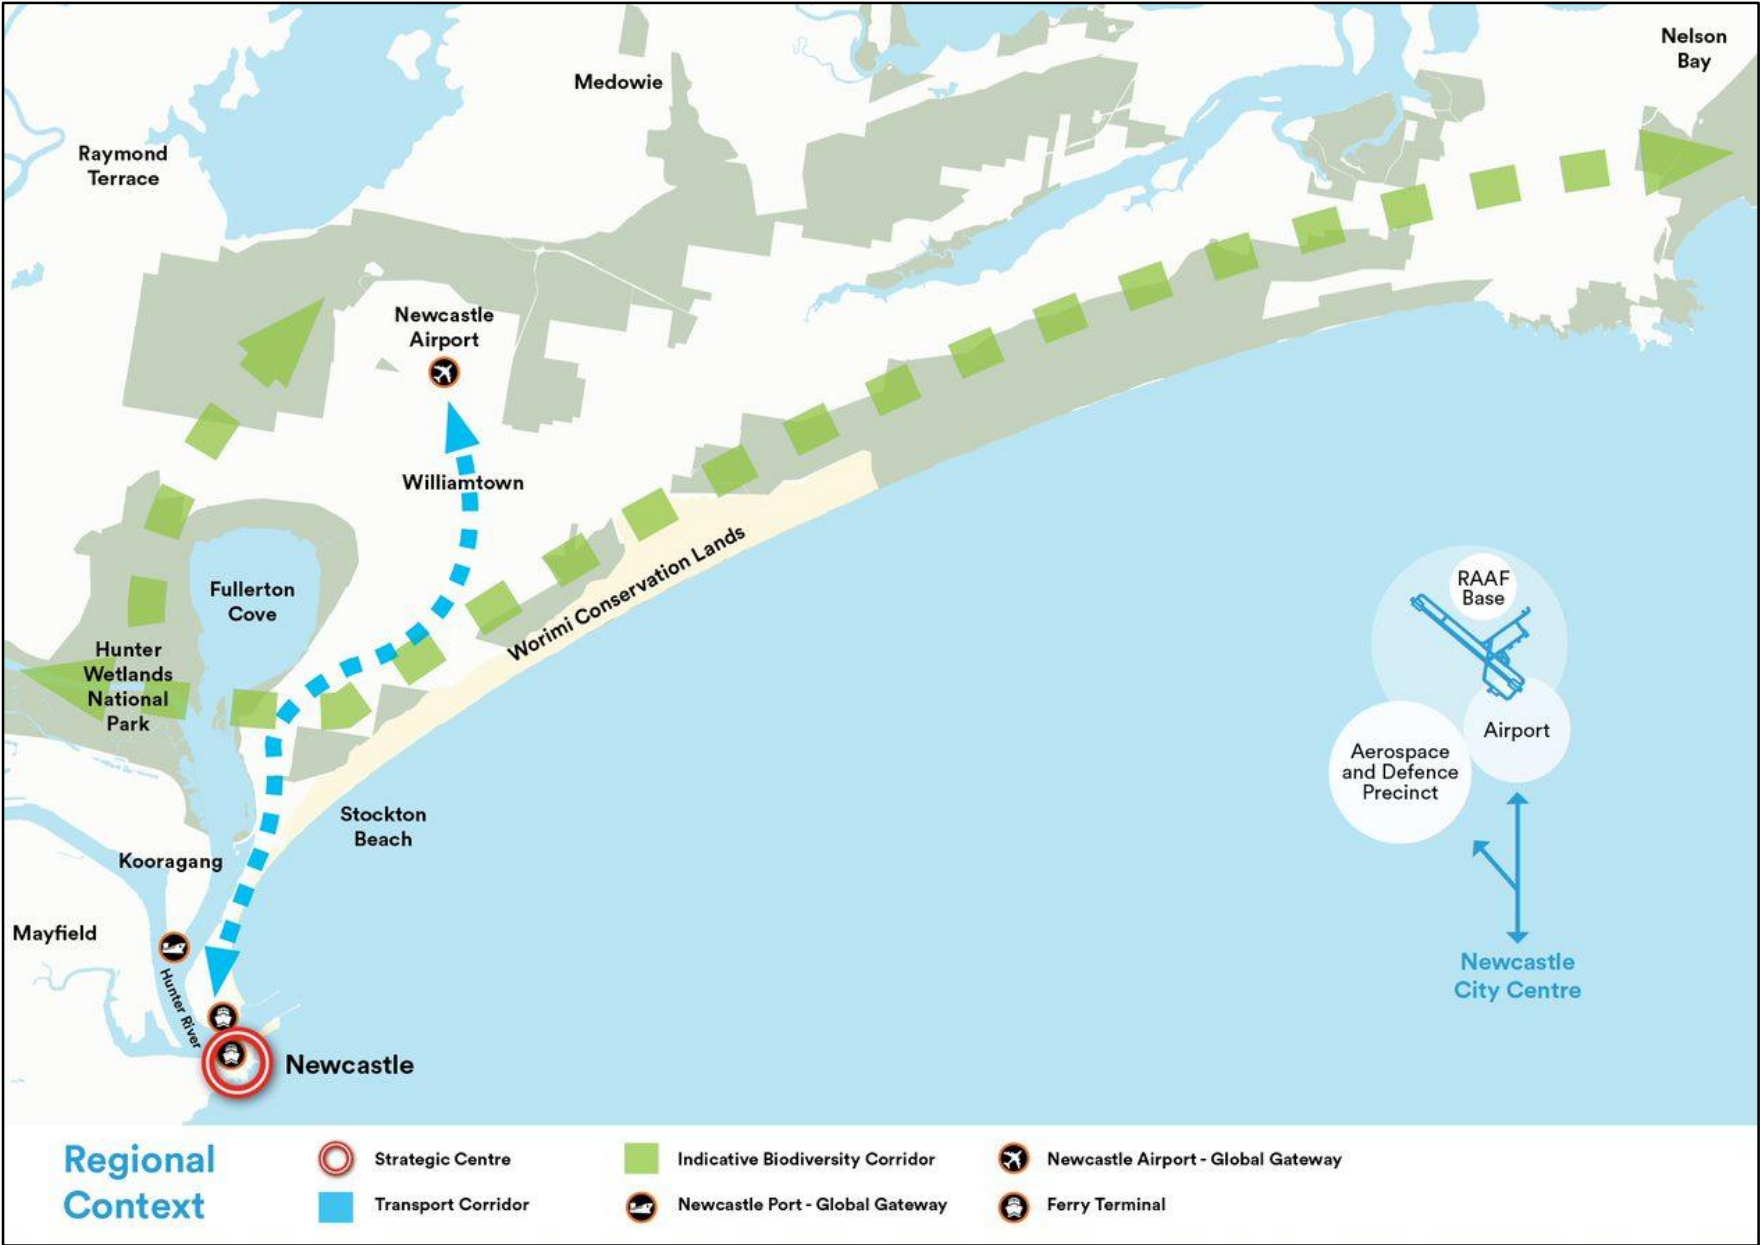 Nelson
Bay
Medowie
Raymond
Terrace
Newcastle
Airport
Williamtown
Worimi Conservation Lands
Fullerton
Cove
Hunter
Wetlands
National
Park
RAAF
Base
Airport
Aerospace
and Defence
Precinct
Newcastle
City Centre
Stockton
Beach
Kooragang
Mayfield
Hunter River
Newcastle
Regional
Context
Strategic Centre
Transport Corridor
Indicative Biodiversity Corridor
Newcastle Port - Global Gateway
Newcastle Airport - Global Gateway
Ferry Terminal